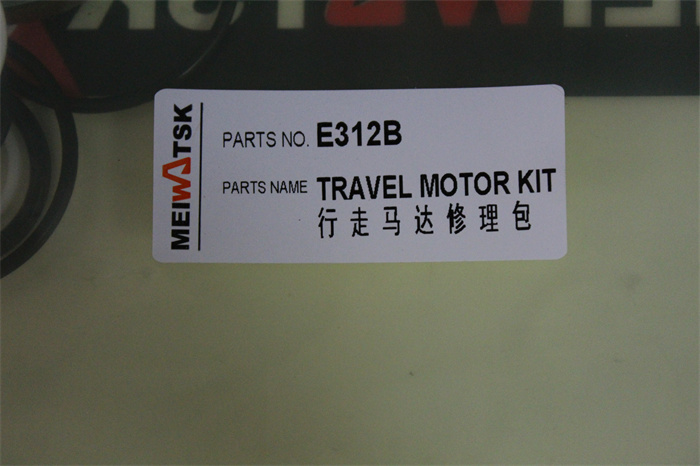 MEIWATSK
PARTS NO. E312B
PARTS NAME TRAVEL MOTOR KIT
行走马达修理包